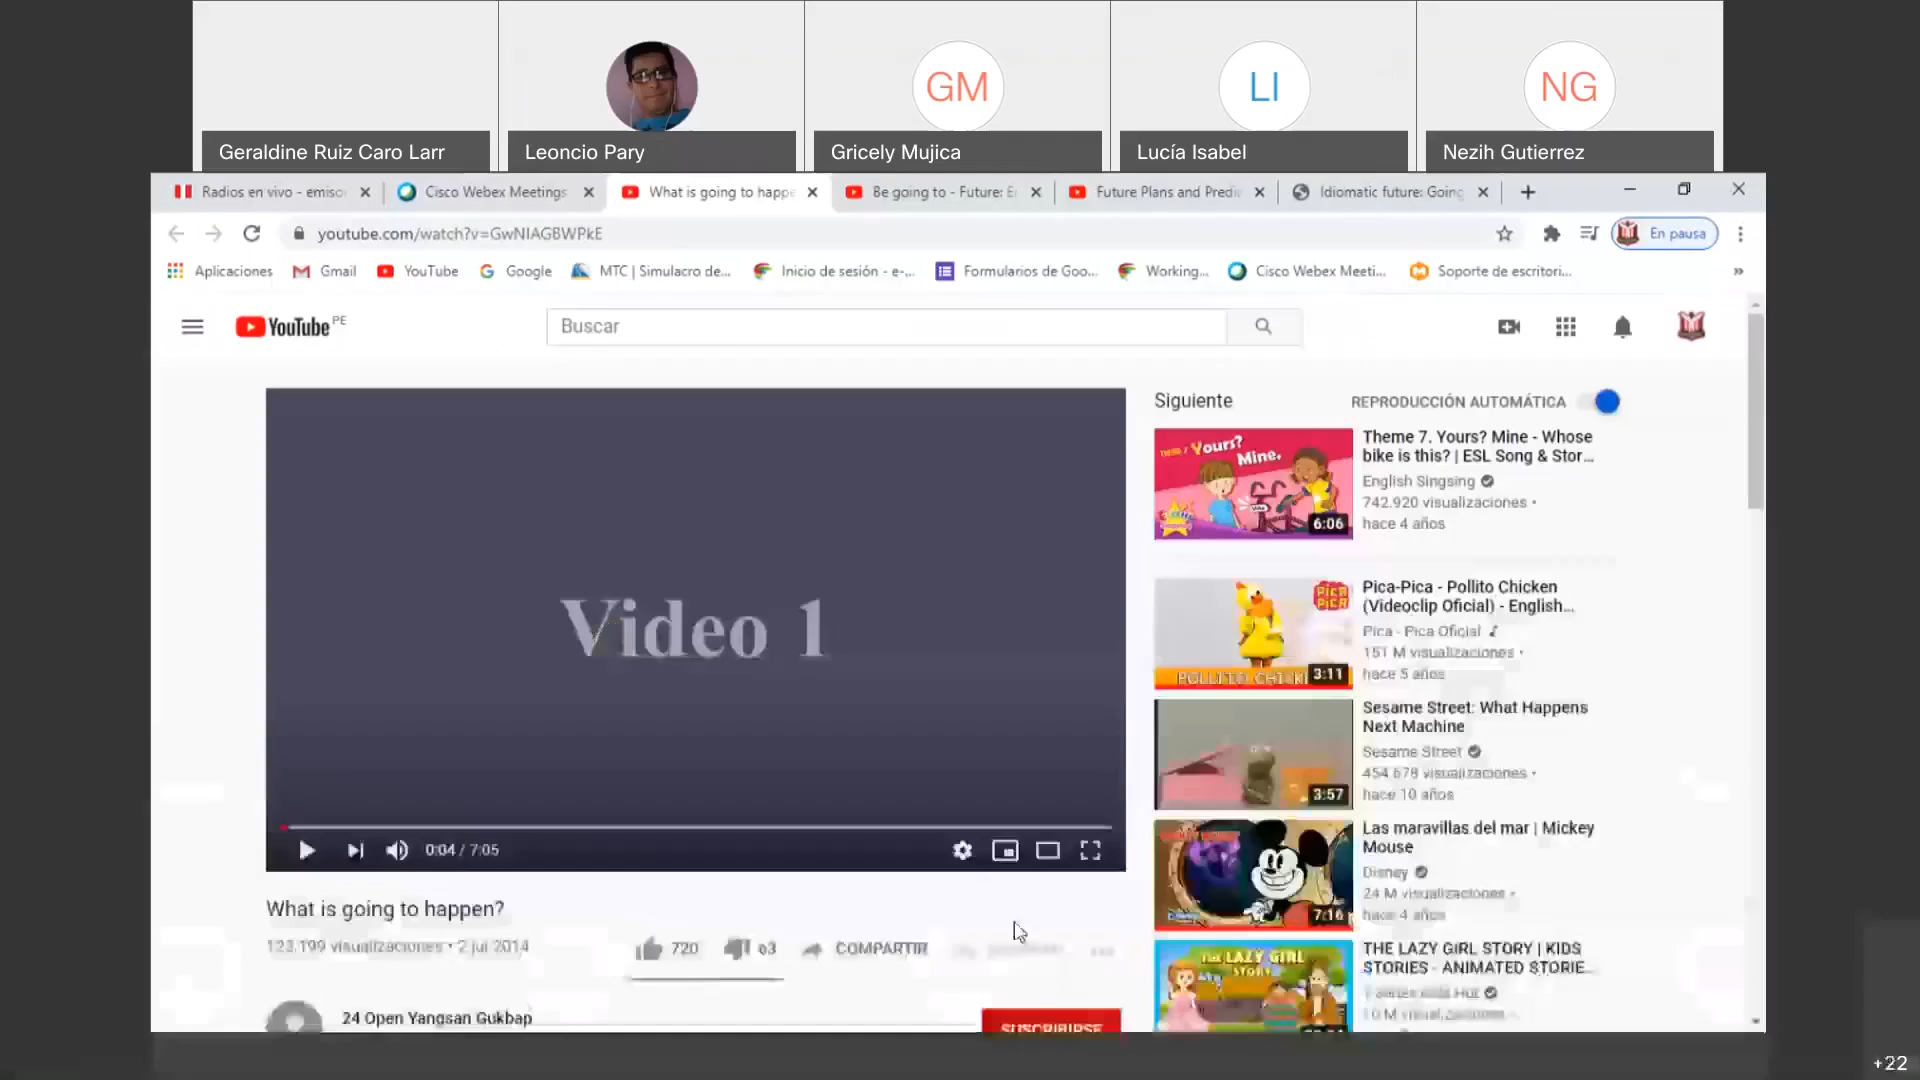 Geraldine Ruiz Caro Larr
Leoncio Pary
GM
Gricely Mujica
LI
Lucía Isabel
NG
Nezih Gutierrez
Radios en vivo - emiso
Cisco Webex Meetings
What is going to happe
Be going to - Future: E
Future Plans and Predi
Idiomatic future: Going
youtube.com/watch?v=GwNIAGBWPkE
En pausa
Aplicaciones
Gmail
YouTube
Google
MTC | Simulacro de...
Inicio de sesión - e-...
Formularios de Goo...
Working...
Cisco Webex Meeti...
Soporte de escritori...
»
YouTube PE
Buscar
Video 1
0:04 / 7:05
What is going to happen?
123.199 visualizaciones • 2 jul 2014
720
63
COMPARTIR
24 Open Yangsan Gukbap
SUSCRIBIRSE
Siguiente
REPRODUCCIÓN AUTOMÁTICA
THEME 7 Yours?
Mine.
6:06
Theme 7. Yours? Mine - Whose
bike is this? | ESL Song & Stor...
English Singsing
742.920 visualizaciones •
hace 4 años
PICA PICA
POLLITO CHICK
3:11
Pica-Pica - Pollito Chicken
(Videoclip Oficial) - English...
Pica - Pica Oficial
151 M visualizaciones •
hace 5 años
3:57
Sesame Street: What Happens
Next Machine
Sesame Street
454.678 visualizaciones •
hace 10 años
7:16
Las maravillas del mar | Mickey
Mouse
Disney
24 M visualizaciones •
hace 4 años
THE LAZY GIRL
STORY
THE LAZY GIRL STORY | KIDS
STORIES - ANIMATED STORIE...
10 M visualizaciones •
+22